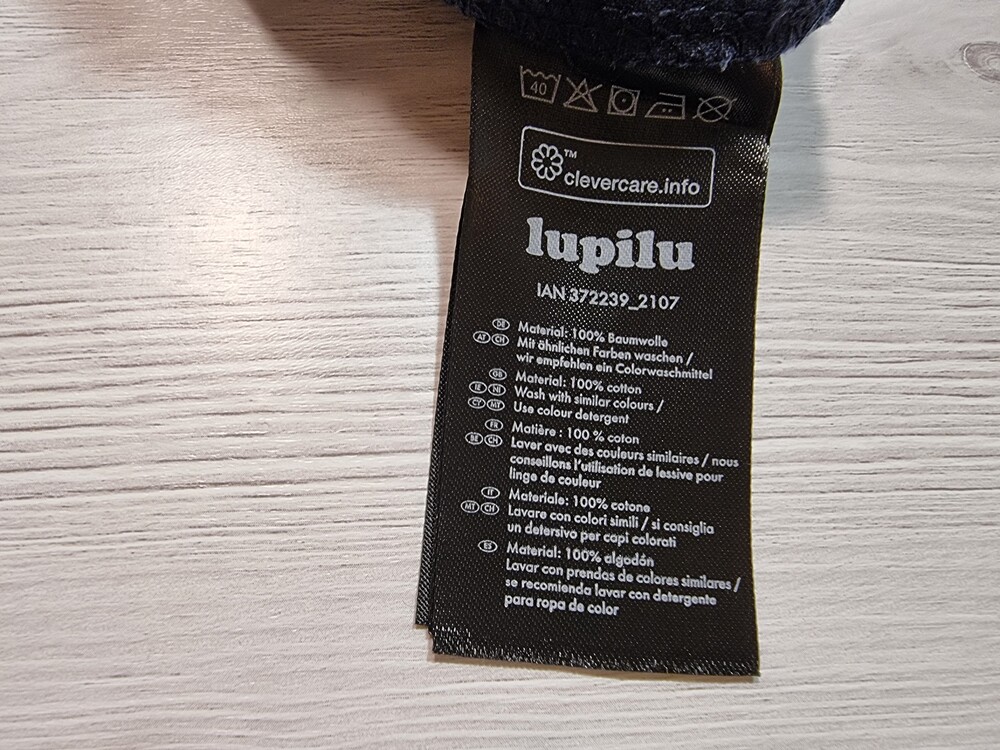 40
™
clevercare.info
lupilu
IAN 372239_2107
DE Material: 100% Baumwolle
AT CH Mit ähnlichen Farben waschen /
wir empfehlen ein Colorwaschmittel
GB Material: 100% cotton
IE NI Wash with similar colours /
CY MT Use colour detergent
FR Matière : 100 % coton
BE CH Laver avec des couleurs similaires / nous
conseillons l'utilisation de lessive pour
linge de couleur
IT Materiale: 100% cotone
MT CH Lavare con colori simili / si consiglia
un detersivo per capi colorati
ES Material: 100% algodón
Lavar con prendas de colores similares /
se recomienda lavar con detergente
para ropa de color